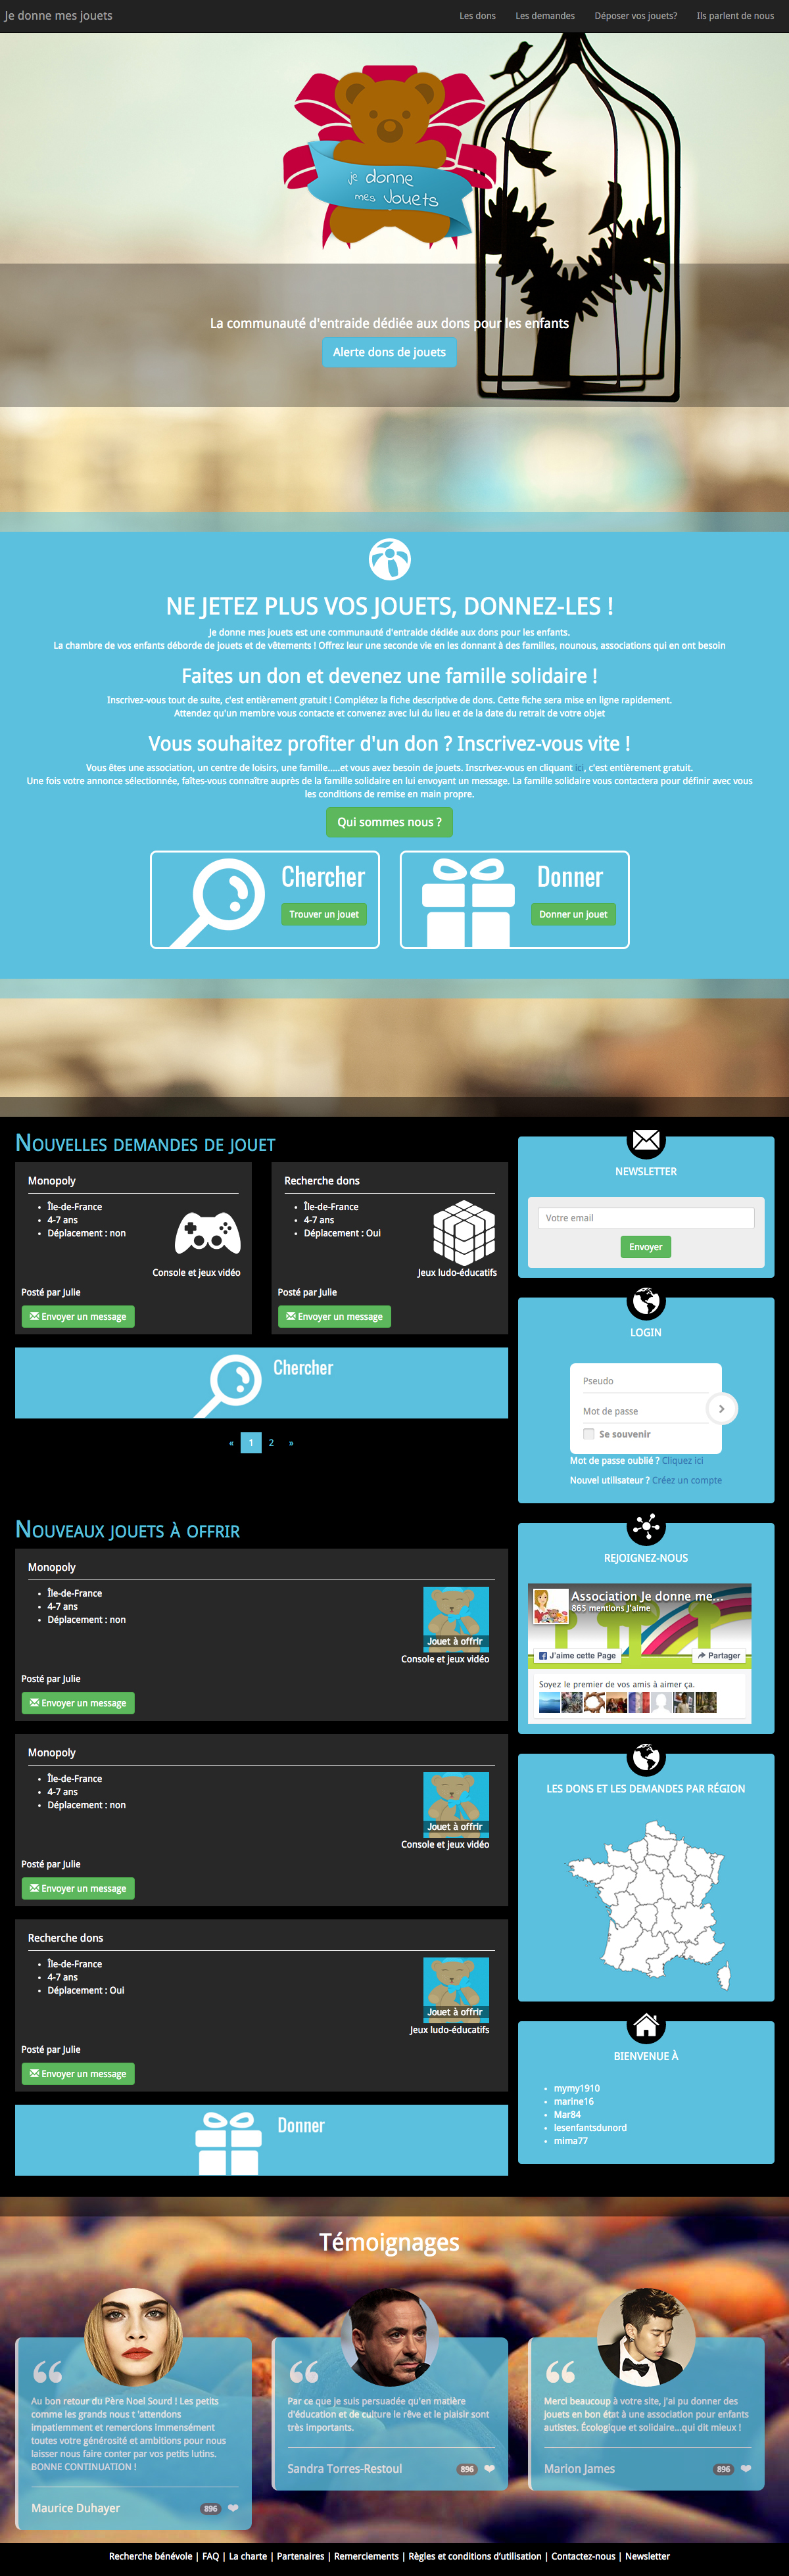 Je donne mes jouets
Les dons
Les demandes
Déposer vos jouets?
Ils parlent de nous
je donne
mes Jouets
La communauté d'entraide dédiée aux dons pour les enfants
Alerte dons de jouets
NE JETEZ PLUS VOS JOUETS, DONNEZ-LES !
Je donne mes jouets est une communauté d'entraide dédiée aux dons pour les enfants.
La chambre de vos enfants déborde de jouets et de vêtements ! Offrez leur une seconde vie en les donnant à des familles, nounous, associations qui en ont besoin
Faites un don et devenez une famille solidaire !
Inscrivez-vous tout de suite, c'est entièrement gratuit ! Complétez la fiche descriptive de dons. Cette fiche sera mise en ligne rapidement.
Attendez qu'un membre vous contacte et convenez avec lui du lieu et de la date du retrait de votre objet
Vous souhaitez profiter d'un don ? Inscrivez-vous vite !
Vous êtes une association, un centre de loisirs, une famille.....et vous avez besoin de jouets. Inscrivez-vous en cliquant ici, c'est entièrement gratuit.
Une fois votre annonce sélectionnée, faîtes-vous connaître auprès de la famille solidaire en lui envoyant un message. La famille solidaire vous contactera pour définir avec vous
les conditions de remise en main propre.
Qui sommes nous ?
Chercher
Trouver un jouet
Donner
Donner un jouet
Nouvelles demandes de jouet
Monopoly
• Île-de-France
• 4-7 ans
• Déplacement : non
Console et jeux vidéo
Posté par Julie
Envoyer un message
Recherche dons
• Île-de-France
• 4-7 ans
• Déplacement : Oui
Jeux ludo-éducatifs
Posté par Julie
Envoyer un message
Chercher
« 1 2 »
Nouveaux jouets à offrir
Monopoly
• Île-de-France
• 4-7 ans
• Déplacement : non
Jouet à offrir
Console et jeux vidéo
Posté par Julie
Envoyer un message
Monopoly
• Île-de-France
• 4-7 ans
• Déplacement : non
Jouet à offrir
Console et jeux vidéo
Posté par Julie
Envoyer un message
Recherche dons
• Île-de-France
• 4-7 ans
• Déplacement : Oui
Jouet à offrir
Jeux ludo-éducatifs
Posté par Julie
Envoyer un message
Donner
NEWSLETTER
Votre email
Envoyer
LOGIN
Pseudo
Mot de passe
Se souvenir
Mot de passe oublié ? Cliquez ici
Nouvel utilisateur ? Créez un compte
REJOIGNEZ-NOUS
Association Je donne me...
865 mentions J'aime
J'aime cette Page
Partager
Soyez le premier de vos amis à aimer ça.
LES DONS ET LES DEMANDES PAR RÉGION
BIENVENUE À
• mymy1910
• marine16
• Mar84
• lesenfantsdunord
• mima77
Témoignages
Au bon retour du Père Noel Sourd ! Les petits
comme les grands nous t 'attendons
impatiemment et remercions immensément
toutes votre générosité et ambitions pour nous
laisser nous faire conter par vos petits lutins.
BONNE CONTINUATION !
Maurice Duhayer
896
Par ce que je suis persuadée qu'en matière
d'éducation et de culture le rêve et le plaisir sont
très importants.
Sandra Torres-Restoul
896
Merci beaucoup à votre site, j'ai pu donner des
jouets en bon état à une association pour enfants
autistes. Écologique et solidaire...qui dit mieux !
Marion James
896
Recherche bénévole | FAQ | La charte | Partenaires | Remerciements | Règles et conditions d'utilisation | Contactez-nous | Newsletter